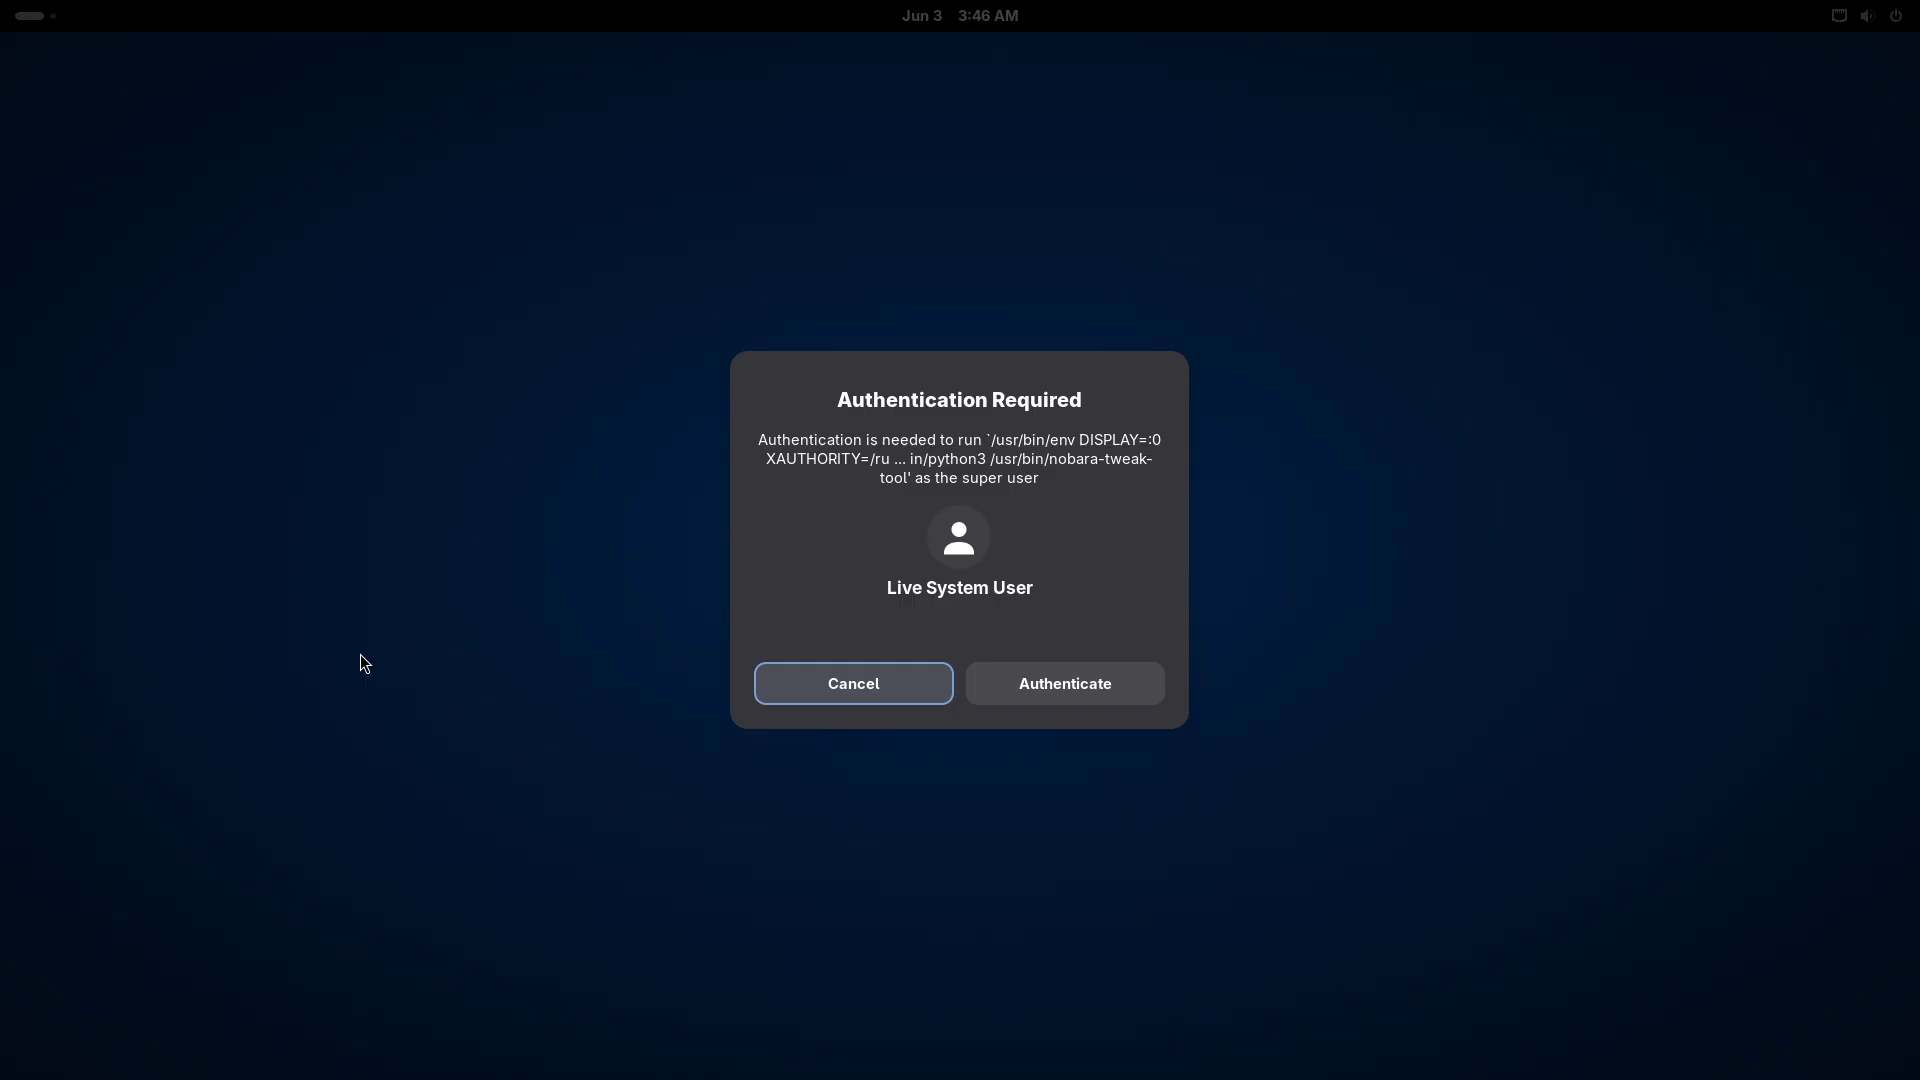 Jun 3 3:46 AM
Authentication Required
Authentication is needed to run `/usr/bin/env DISPLAY=:0
XAUTHORITY=/ru ... in/python3 /usr/bin/nobara-tweak-
tool' as the super user
Live System User
Cancel Authenticate